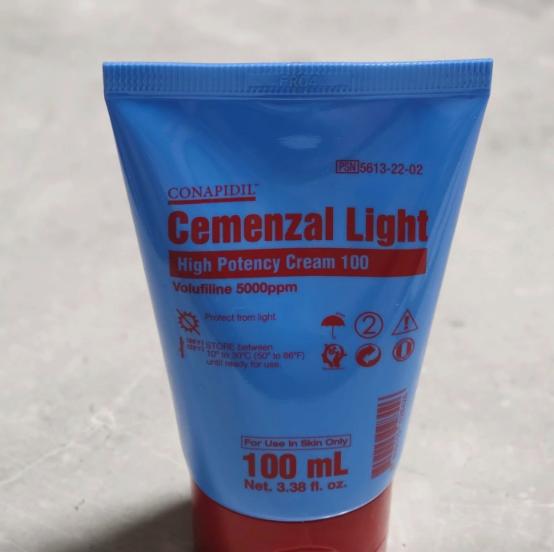 PSN 5613-22-02
CONAPIDIL™
Cemenzal Light
High Potency Cream 100
Volufiline 5000ppm
Protect from light.
2
STORE between
10° to 30°C (50° to 86°F)
until ready for use.
For Use In Skin Only
100 mL
Net. 3.38 fl. oz.